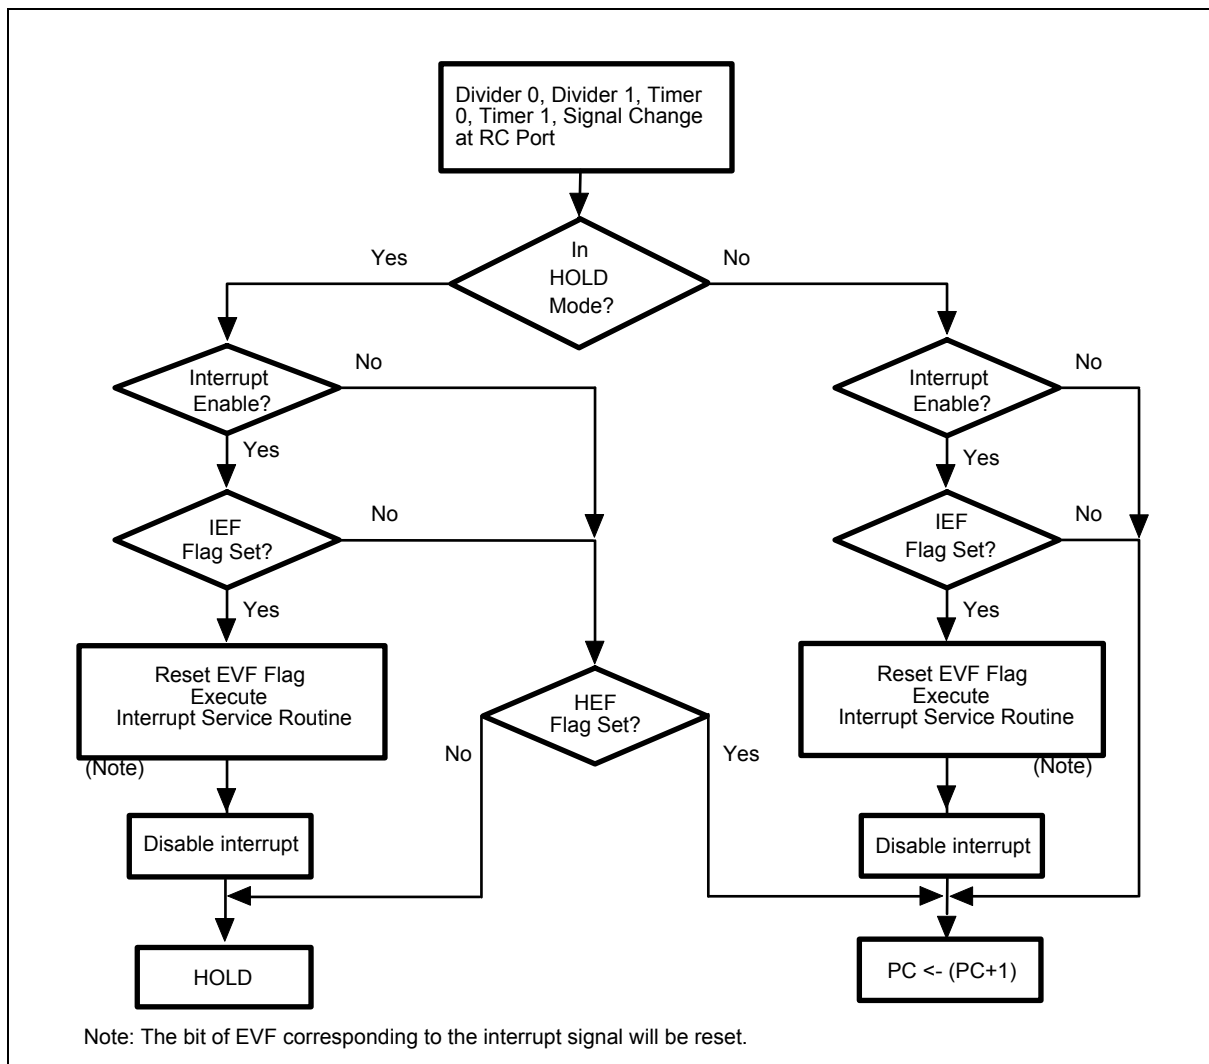 Divider 0, Divider 1, Timer
0, Timer 1, Signal Change
at RC Port
In
HOLD
Mode?
Yes
No
Interrupt
Enable?
No
Yes
Interrupt
Enable?
No
Yes
IEF
Flag Set?
No
Yes
IEF
Flag Set?
No
Yes
Reset EVF Flag
Execute
Interrupt Service Routine
(Note)
HEF
Flag Set?
No
Yes
Reset EVF Flag
Execute
Interrupt Service Routine
(Note)
Disable interrupt
Disable interrupt
HOLD
PC <- (PC+1)
Note: The bit of EVF corresponding to the interrupt signal will be reset.